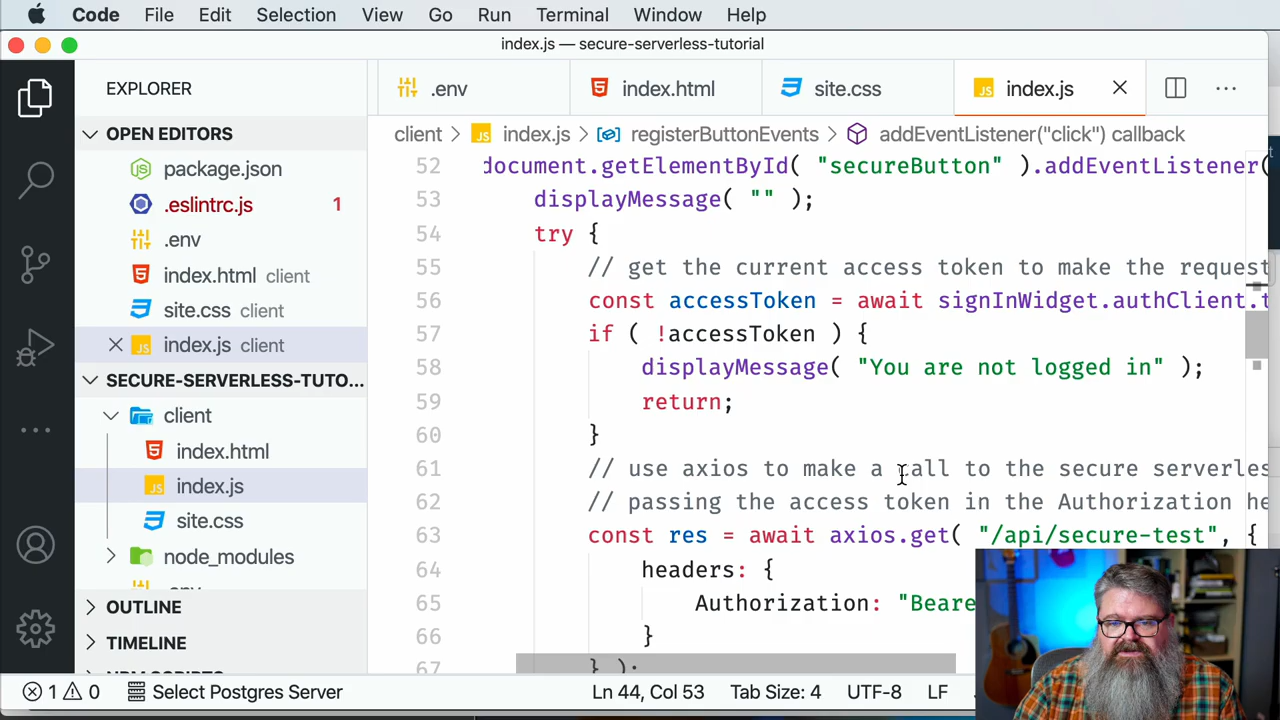 Code File Edit Selection View Go Run Terminal Window Help
index.js — secure-serverless-tutorial
EXPLORER
.env index.html site.css JS index.js
OPEN EDITORS
client > JS index.js > registerButtonEvents > addEventListener("click") callback
package.json
.eslintrc.js 1
.env
index.html client
site.css client
JS index.js client
SECURE-SERVERLESS-TUTO...
client
index.html
JS index.js
site.css
node_modules
OUTLINE
TIMELINE
52 document.getElementById( "secureButton" ).addEventListener(
53 displayMessage( "" );
54 try {
55 // get the current access token to make the request
56 const accessToken = await signInWidget.authClient.t
57 if ( !accessToken ) {
58 displayMessage( "You are not logged in" );
59 return;
60 }
61 // use axios to make a call to the secure serverles
62 // passing the access token in the Authorization he
63 const res = await axios.get( "/api/secure-test", {
64 headers: {
65 Authorization: "Beare
66 }
67 } );
1 0 Select Postgres Server Ln 44, Col 53 Tab Size: 4 UTF-8 LF